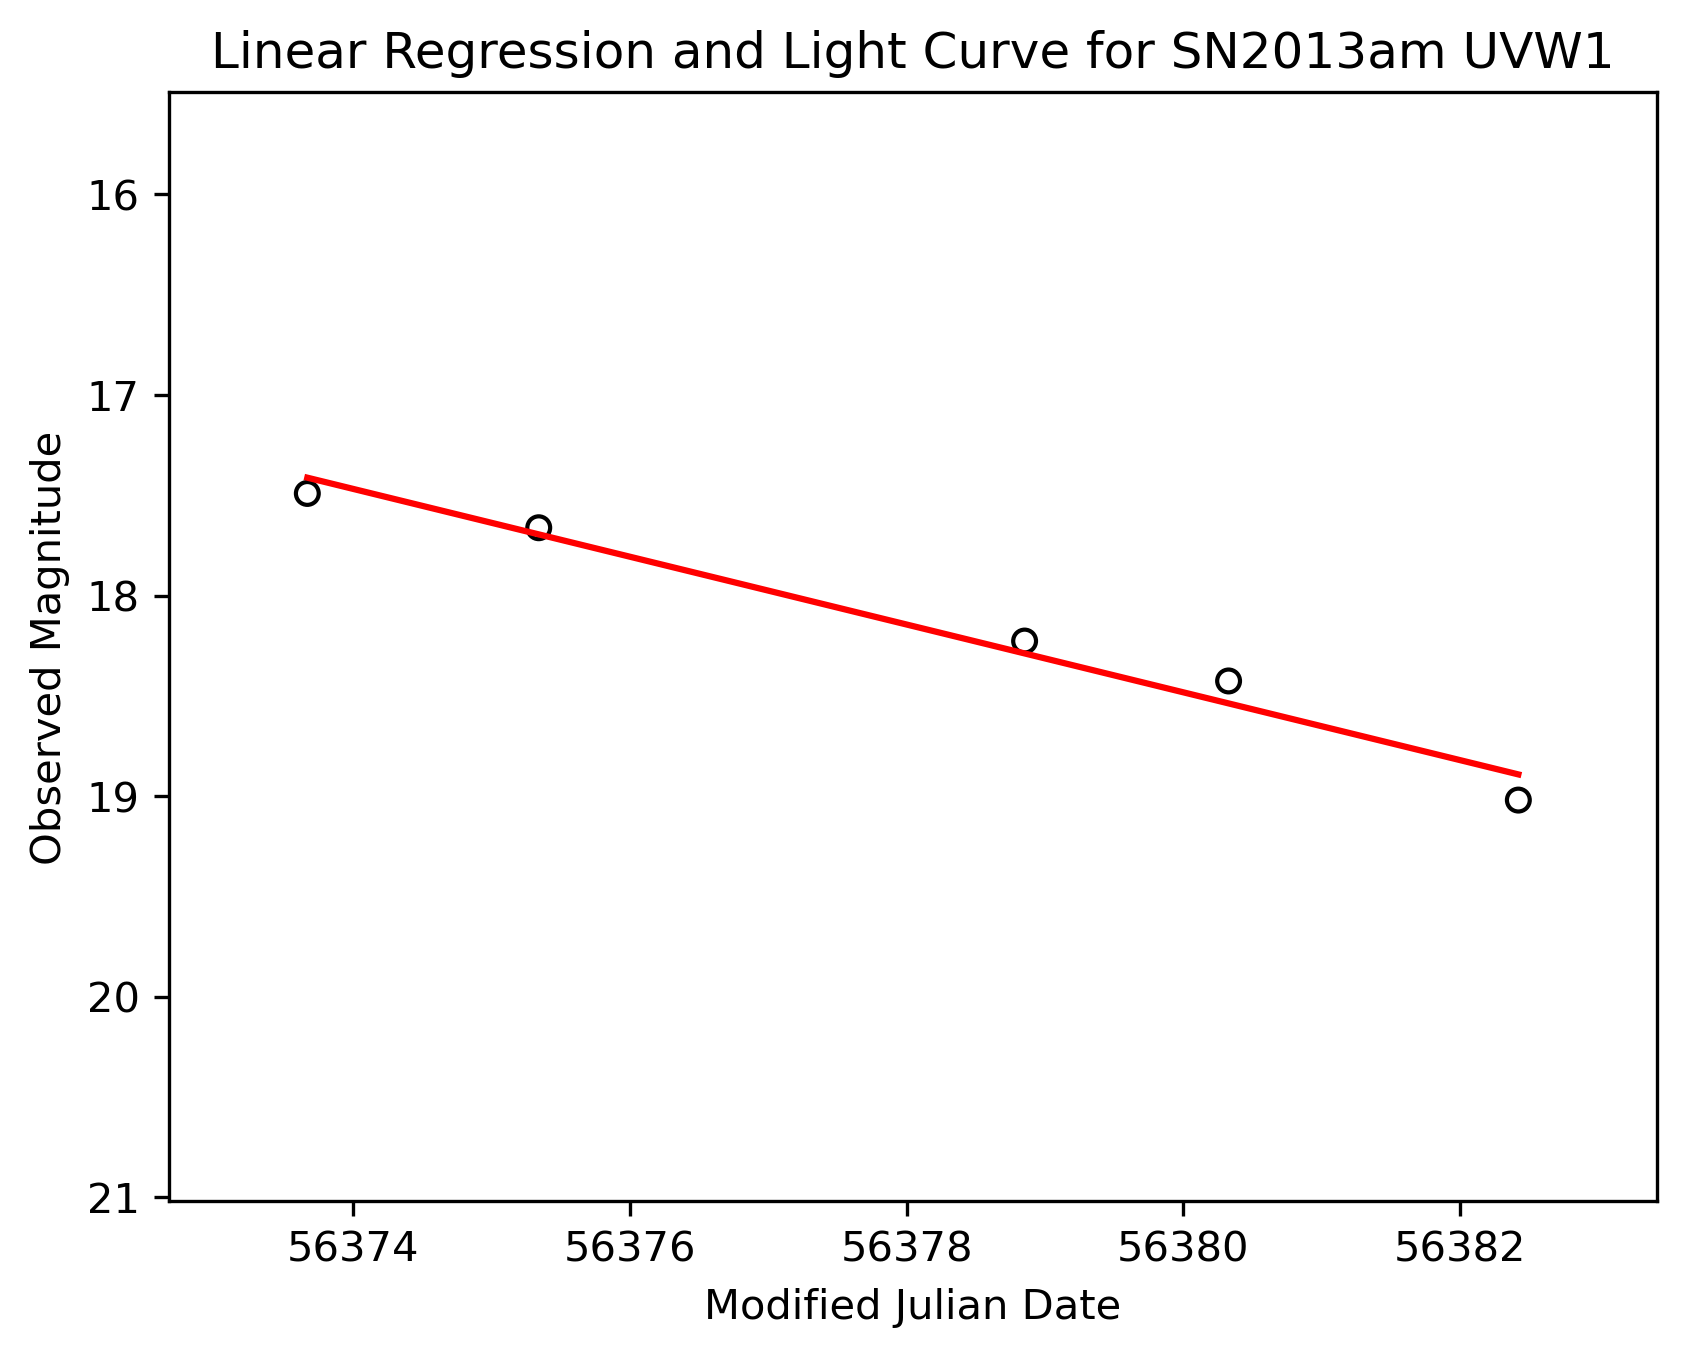 Linear Regression and Light Curve for SN2013am UVW1
Observed Magnitude
16
17
18
19
20
21
56374 56376 56378 56380 56382
Modified Julian Date